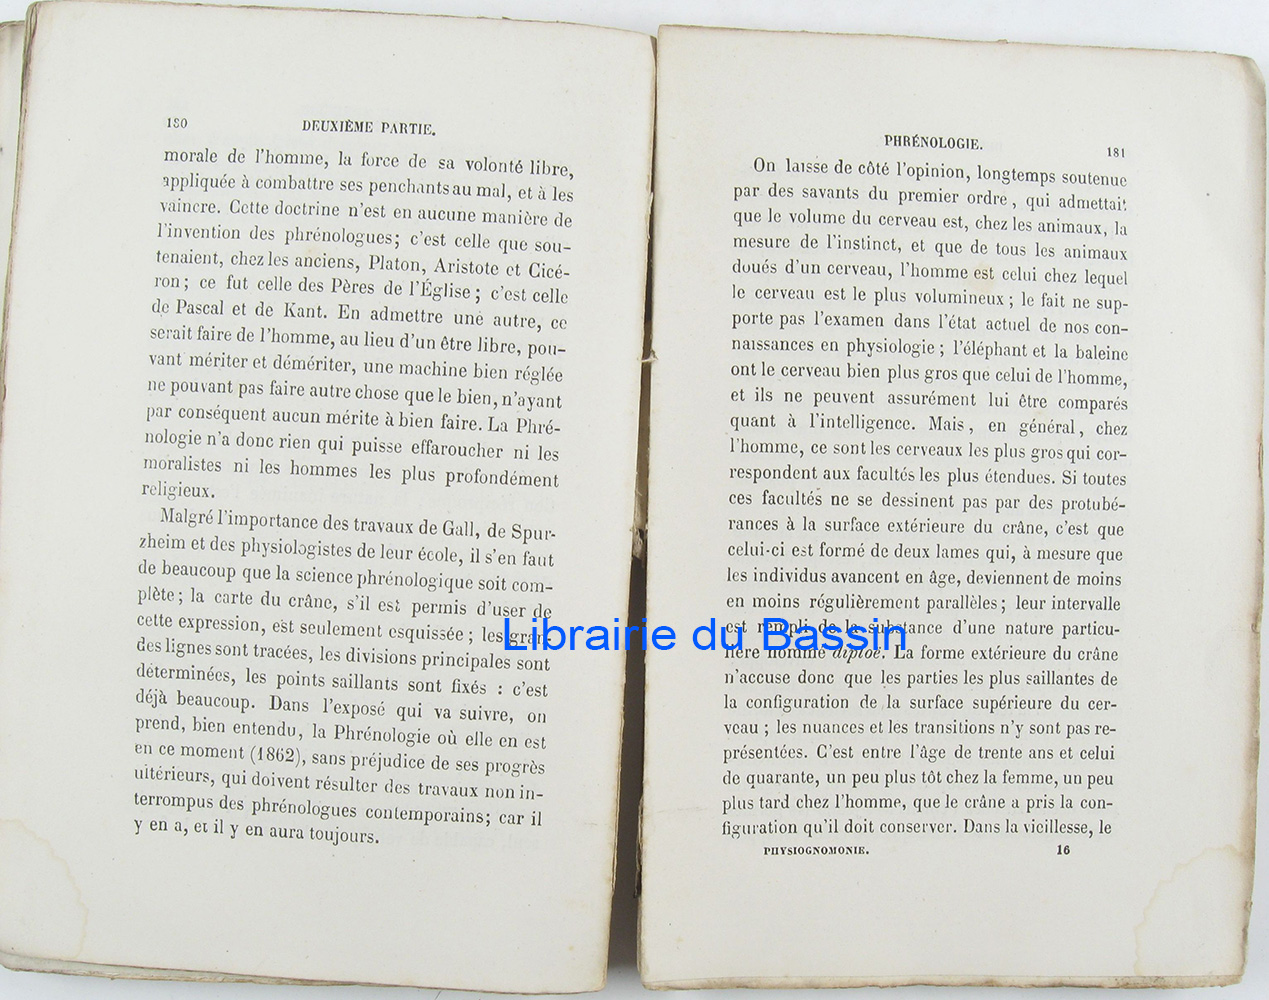 180
DEUXIÈME PARTIE.
morale de l'homme, la force de sa volonté libre,
appliquée à combattre ses penchants au mal, et à les
vaincre. Cette doctrine n'est en aucune manière de
l'invention des phrénologues; c'est celle que sou-
tenaient, chez les anciens, Platon, Aristote et Cicé-
ron; ce fut celle des Pères de l'Église; c'est celle
de Pascal et de Kant. En admettre une autre, ce
serait faire de l'homme, au lieu d'un être libre, pou-
vant mériter et démériter, une machine bien réglée
ne pouvant pas faire autre chose que le bien, n'ayant
par conséquent aucun mérite à bien faire. La Phré-
nologie n'a donc rien qui puisse effaroucher ni les
moralistes ni les hommes les plus profondément
religieux.
Malgré l'importance des travaux de Gall, de Spur-
zheim et des physiologistes de leur école, il s'en faut
de beaucoup que la science phrénologique soit com-
plète; la carte du crâne, s'il est permis d'user de
cette expression, est seulement esquissée; les gran-
des lignes sont tracées, les divisions principales sont
déterminées, les points saillants sont fixés : c'est
déjà beaucoup. Dans l'exposé qui va suivre, on
prend, bien entendu, la Phrénologie où elle en est
en ce moment (1862), sans préjudice de ses progrès
ultérieurs, qui doivent résulter des travaux non in-
terrompus des phrénologues contemporains; car il
y en a, et il y en aura toujours.
PHRÉNOLOGIE.
181
On laisse de côté l'opinion, longtemps soutenue
par des savants du premier ordre, qui admettait
que le volume du cerveau est, chez les animaux, la
mesure de l'instinct, et que de tous les animaux
doués d'un cerveau, l'homme est celui chez lequel
le cerveau est le plus volumineux; le fait ne sup-
porte pas l'examen dans l'état actuel de nos con-
naissances en physiologie; l'éléphant et la baleine
ont le cerveau bien plus gros que celui de l'homme,
et ils ne peuvent assurément lui être comparés
quant à l'intelligence. Mais, en général, chez
l'homme, ce sont les cerveaux les plus gros qui cor-
respondent aux facultés les plus étendues. Si toutes
ces facultés ne se dessinent pas par des protubé-
rances à la surface extérieure du crâne, c'est que
celui-ci est formé de deux lames qui, à mesure que
les individus avancent en âge, deviennent de moins
en moins régulièrement parallèles; leur intervalle
est rempli de la substance d'une nature particu-
lière nommé diploé. La forme extérieure du crâne
n'accuse donc que les parties les plus saillantes de
la configuration de la surface supérieure du cer-
veau; les nuances et les transitions n'y sont pas re-
présentées. C'est entre l'âge de trente ans et celui
de quarante, un peu plus tôt chez la femme, un peu
plus tard chez l'homme, que le crâne a pris la con-
figuration qu'il doit conserver. Dans la vieillesse, le
PHYSIOGNOMONIE.
16
Librairie du Bassin